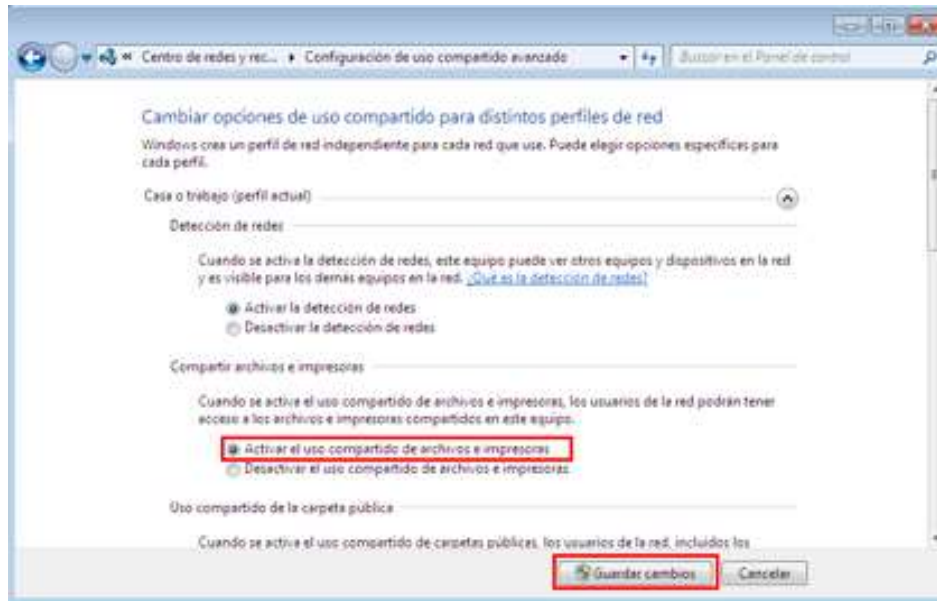 « Centro de redes y rec... ▸ Configuración de uso compartido avanzado Buscar en el Panel de control
Cambiar opciones de uso compartido para distintos perfiles de red
Windows crea un perfil de red independiente para cada red que use. Puede elegir opciones específicas para
cada perfil.
Casa o trabajo (perfil actual)
Detección de redes
Cuando se activa la detección de redes, este equipo puede ver otros equipos y dispositivos en la red
y es visible para los demás equipos en la red. ¿Qué es la detección de redes?
Activar la detección de redes
Desactivar la detección de redes
Compartir archivos e impresoras
Cuando se activa el uso compartido de archivos e impresoras, los usuarios de la red podrán tener
acceso a los archivos e impresoras compartidos en este equipo.
Activar el uso compartido de archivos e impresoras
Desactivar el uso compartido de archivos e impresoras
Uso compartido de la carpeta pública
Cuando se activa el uso compartido de carpetas públicas, los usuarios de la red, incluidos los
Guardar cambios Cancelar